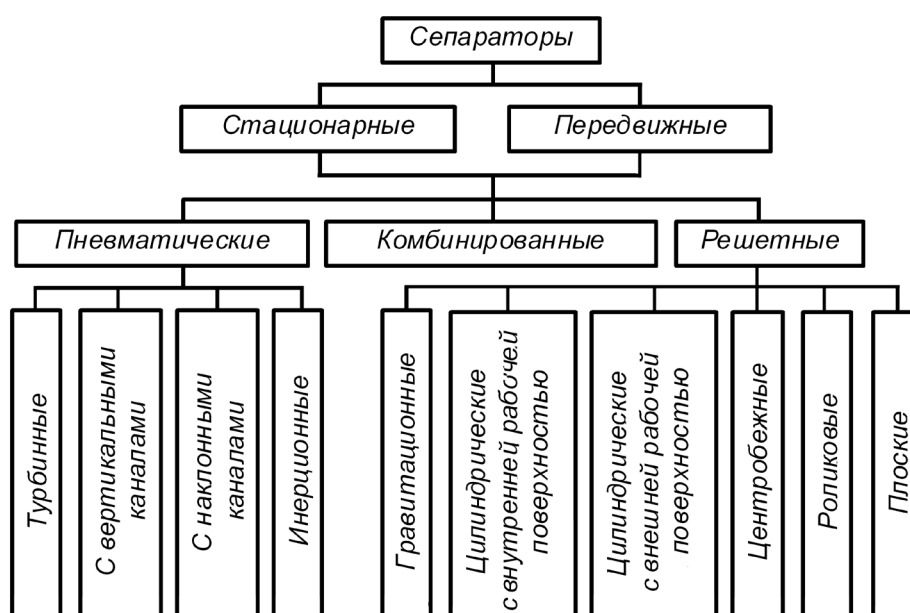 Сепараторы
Стационарные
Передвижные
Пневматические
Комбинированные
Решетные
Турбинные
С вертикальными
каналами
С наклонными
каналами
Инерционные
Гравитационные
Цилиндрические
с внутренней рабочей
поверхностью
Цилиндрические
с внешней рабочей
поверхностью
Центробежные
Роликовые
Плоские